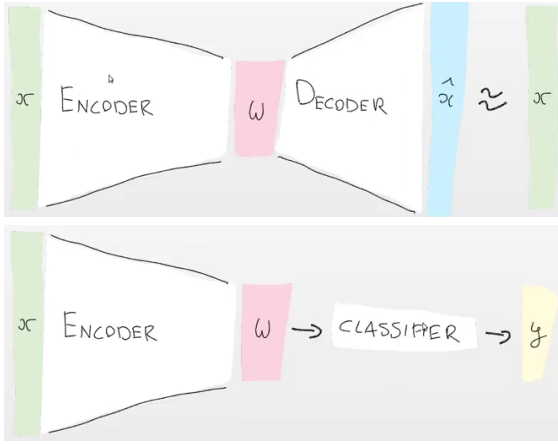 x ENCODER ω DECODER x̂ ≈ x
x ENCODER ω → CLASSIFIER → y